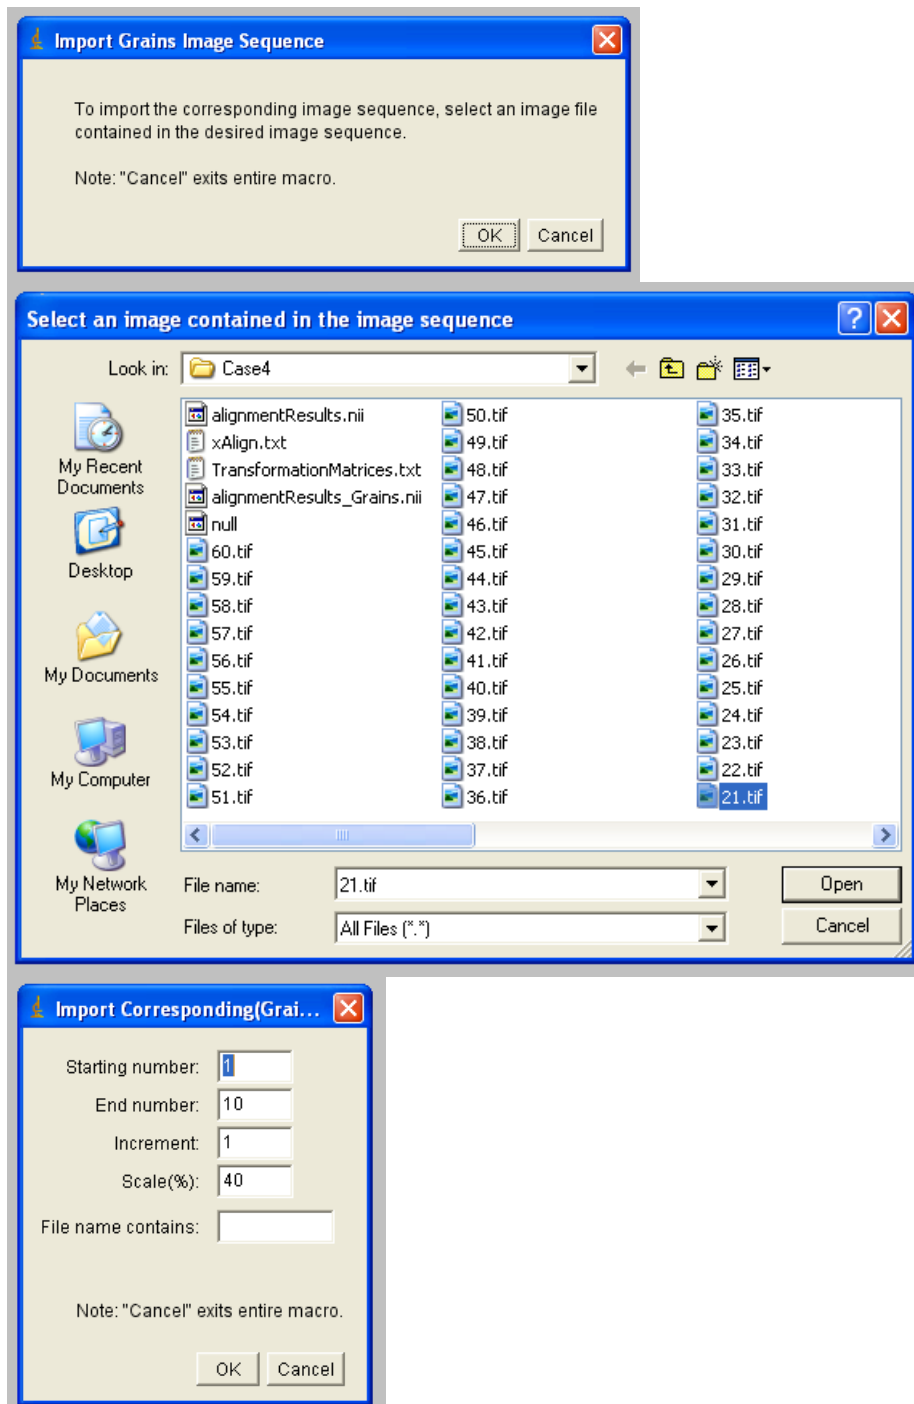 Import Grains Image Sequence
To import the corresponding image sequence, select an image file
contained in the desired image sequence.
Note: "Cancel" exits entire macro.
OK Cancel
Select an image contained in the image sequence
Look in: Case4
My Recent
Documents
Desktop
My Documents
My Computer
My Network
Places
alignmentResults.nii
xAlign.txt
TransformationMatrices.txt
alignmentResults_Grains.nii
null
60.tif
59.tif
58.tif
57.tif
56.tif
55.tif
54.tif
53.tif
52.tif
51.tif
50.tif
49.tif
48.tif
47.tif
46.tif
45.tif
44.tif
43.tif
42.tif
41.tif
40.tif
39.tif
38.tif
37.tif
36.tif
35.tif
34.tif
33.tif
32.tif
31.tif
30.tif
29.tif
28.tif
27.tif
26.tif
25.tif
24.tif
23.tif
22.tif
21.tif
File name: 21.tif Open
Files of type: All Files (*.*) Cancel
Import Corresponding(Grai...
Starting number: 1
End number: 10
Increment: 1
Scale(%): 40
File name contains:
Note: "Cancel" exits entire macro.
OK Cancel